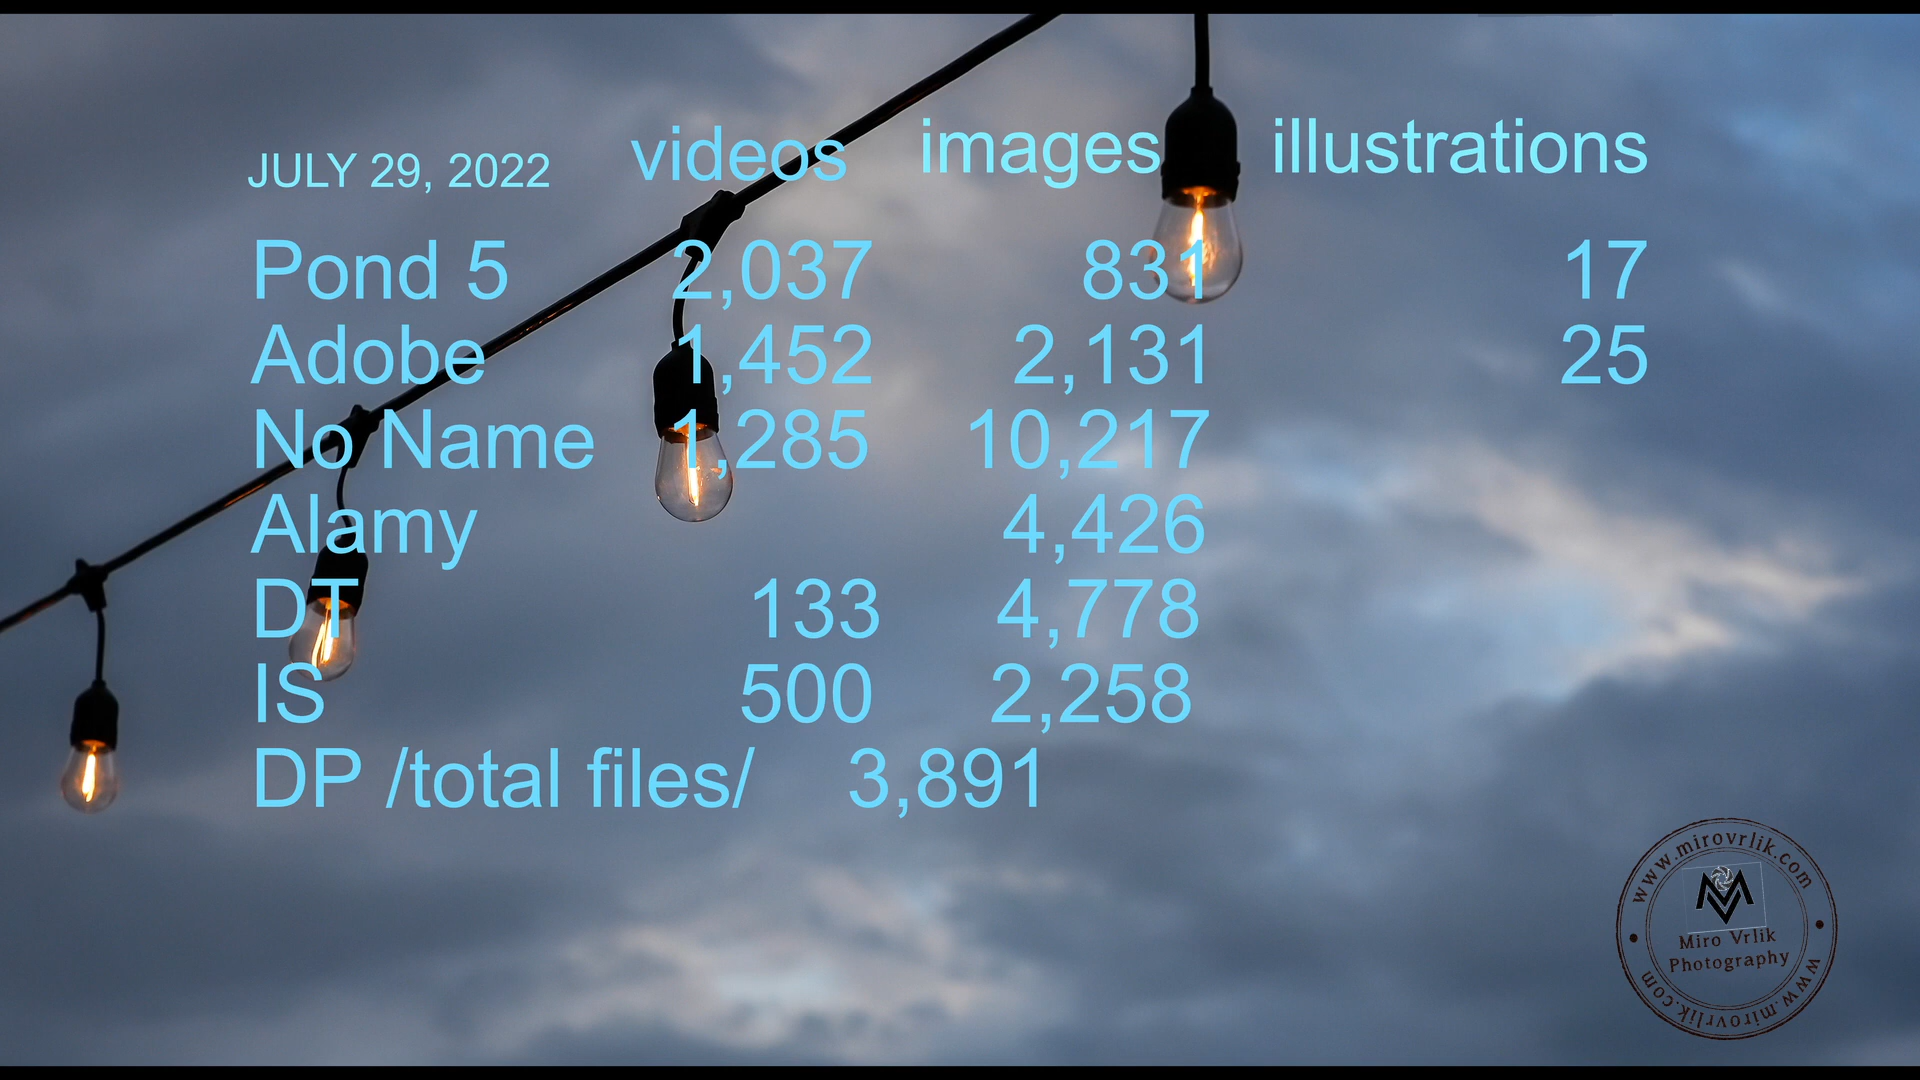 JULY 29, 2022 videos images illustrations
Pond 5 2,037 831 17
Adobe 1,452 2,131 25
No Name 1,285 10,217
Alamy 4,426
DT 133 4,778
IS 500 2,258
DP /total files/ 3,891
www.mirovrlik.com
Miro Vrlik
Photography
www.mirovrlik.com